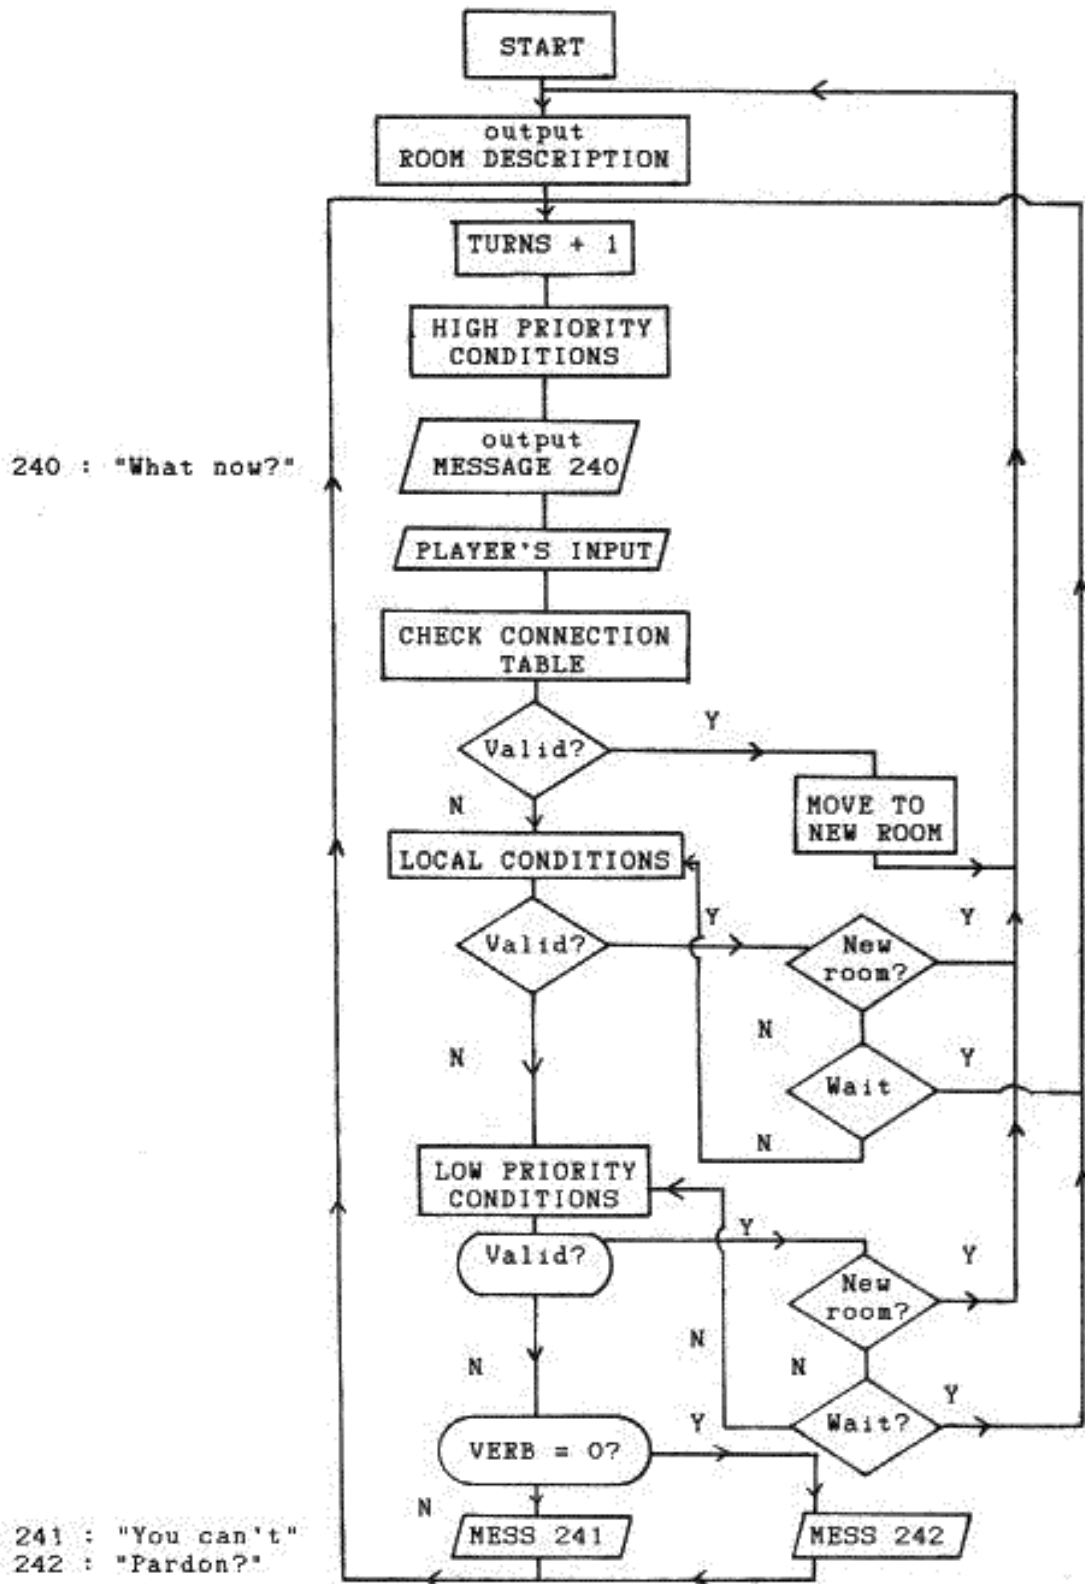 START
output
ROOM DESCRIPTION
TURNS + 1
HIGH PRIORITY
CONDITIONS
output
MESSAGE 240
240 : "What now?"
PLAYER'S INPUT
CHECK CONNECTION
TABLE
Valid?
Y
N
MOVE TO
NEW ROOM
LOCAL CONDITIONS
Valid?
Y
New
room?
Y
N
N
Wait
Y
N
LOW PRIORITY
CONDITIONS
Valid?
Y
New
room?
Y
N
N
N
Wait?
Y
VERB = 0?
Y
N
MESS 241
MESS 242
241 : "You can't"
242 : "Pardon?"